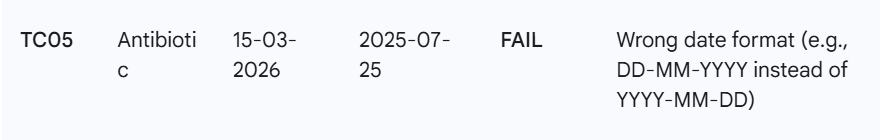 TC05 Antibioti 15-03- 2025-07- FAIL Wrong date format (e.g.,
c 2026 25 DD-MM-YYYY instead of
YYYY-MM-DD)